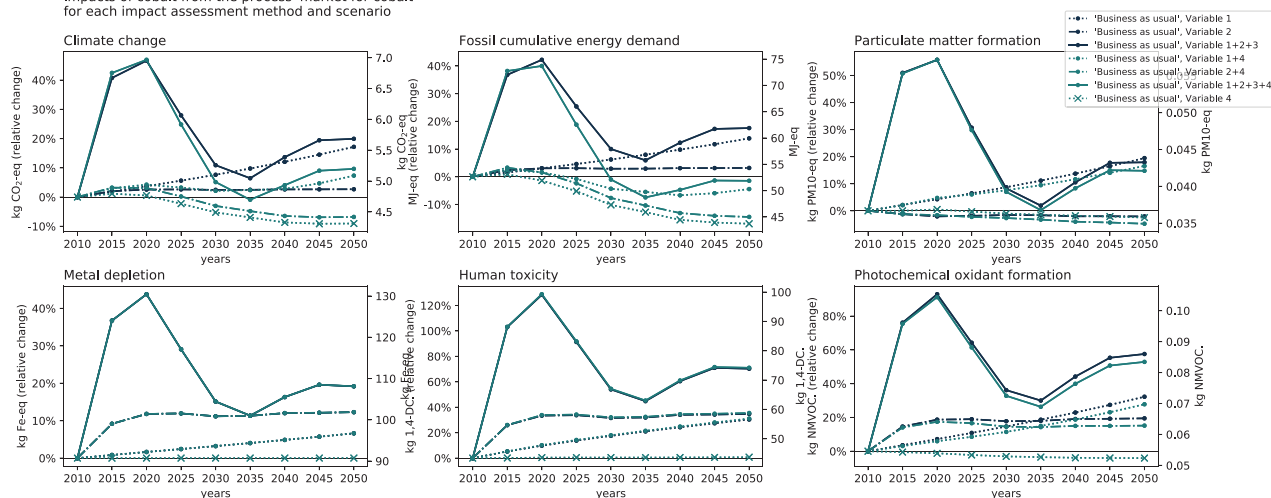 impacts of cobalt from the process 'market for cobalt'
for each impact assessment method and scenario
'Business as usual', Variable 1
'Business as usual', Variable 2
'Business as usual', Variable 1+2+3
'Business as usual', Variable 1+4
'Business as usual', Variable 2+4
'Business as usual', Variable 1+2+3+4
'Business as usual', Variable 4
Climate change
kg CO2-eq (relative change)
40%
30%
20%
10%
0%
-10%
7.0
6.5
6.0
5.5
5.0
4.5
kg CO2-eq
2010 2015 2020 2025 2030 2035 2040 2045 2050
years
Fossil cumulative energy demand
MJ-eq (relative change)
40%
30%
20%
10%
0%
-10%
75
70
65
60
55
50
45
MJ-eq
2010 2015 2020 2025 2030 2035 2040 2045 2050
years
Particulate matter formation
kg PM10-eq (relative change)
50%
40%
30%
20%
10%
0%
0.055
0.050
0.045
0.040
0.035
kg PM10-eq
2010 2015 2020 2025 2030 2035 2040 2045 2050
years
Metal depletion
kg Fe-eq (relative change)
40%
30%
20%
10%
0%
130
120
110
100
90
kg Fe-eq
2010 2015 2020 2025 2030 2035 2040 2045 2050
years
Human toxicity
kg 1,4-DC. (relative change)
120%
100%
80%
60%
40%
20%
0%
100
90
80
70
60
50
kg 1,4-DC.
2010 2015 2020 2025 2030 2035 2040 2045 2050
years
Photochemical oxidant formation
kg NMVOC. (relative change)
80%
60%
40%
20%
0%
0.10
0.09
0.08
0.07
0.06
0.05
kg NMVOC.
2010 2015 2020 2025 2030 2035 2040 2045 2050
years